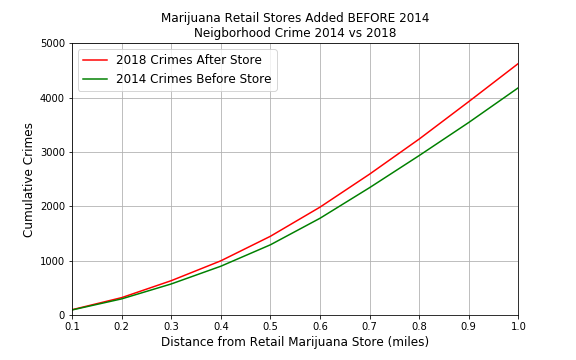 Marijuana Retail Stores Added BEFORE 2014
Neigborhood Crime 2014 vs 2018
2018 Crimes After Store
2014 Crimes Before Store
Cumulative Crimes
5000
4000
3000
2000
1000
0
0.1 0.2 0.3 0.4 0.5 0.6 0.7 0.8 0.9 1.0
Distance from Retail Marijuana Store (miles)